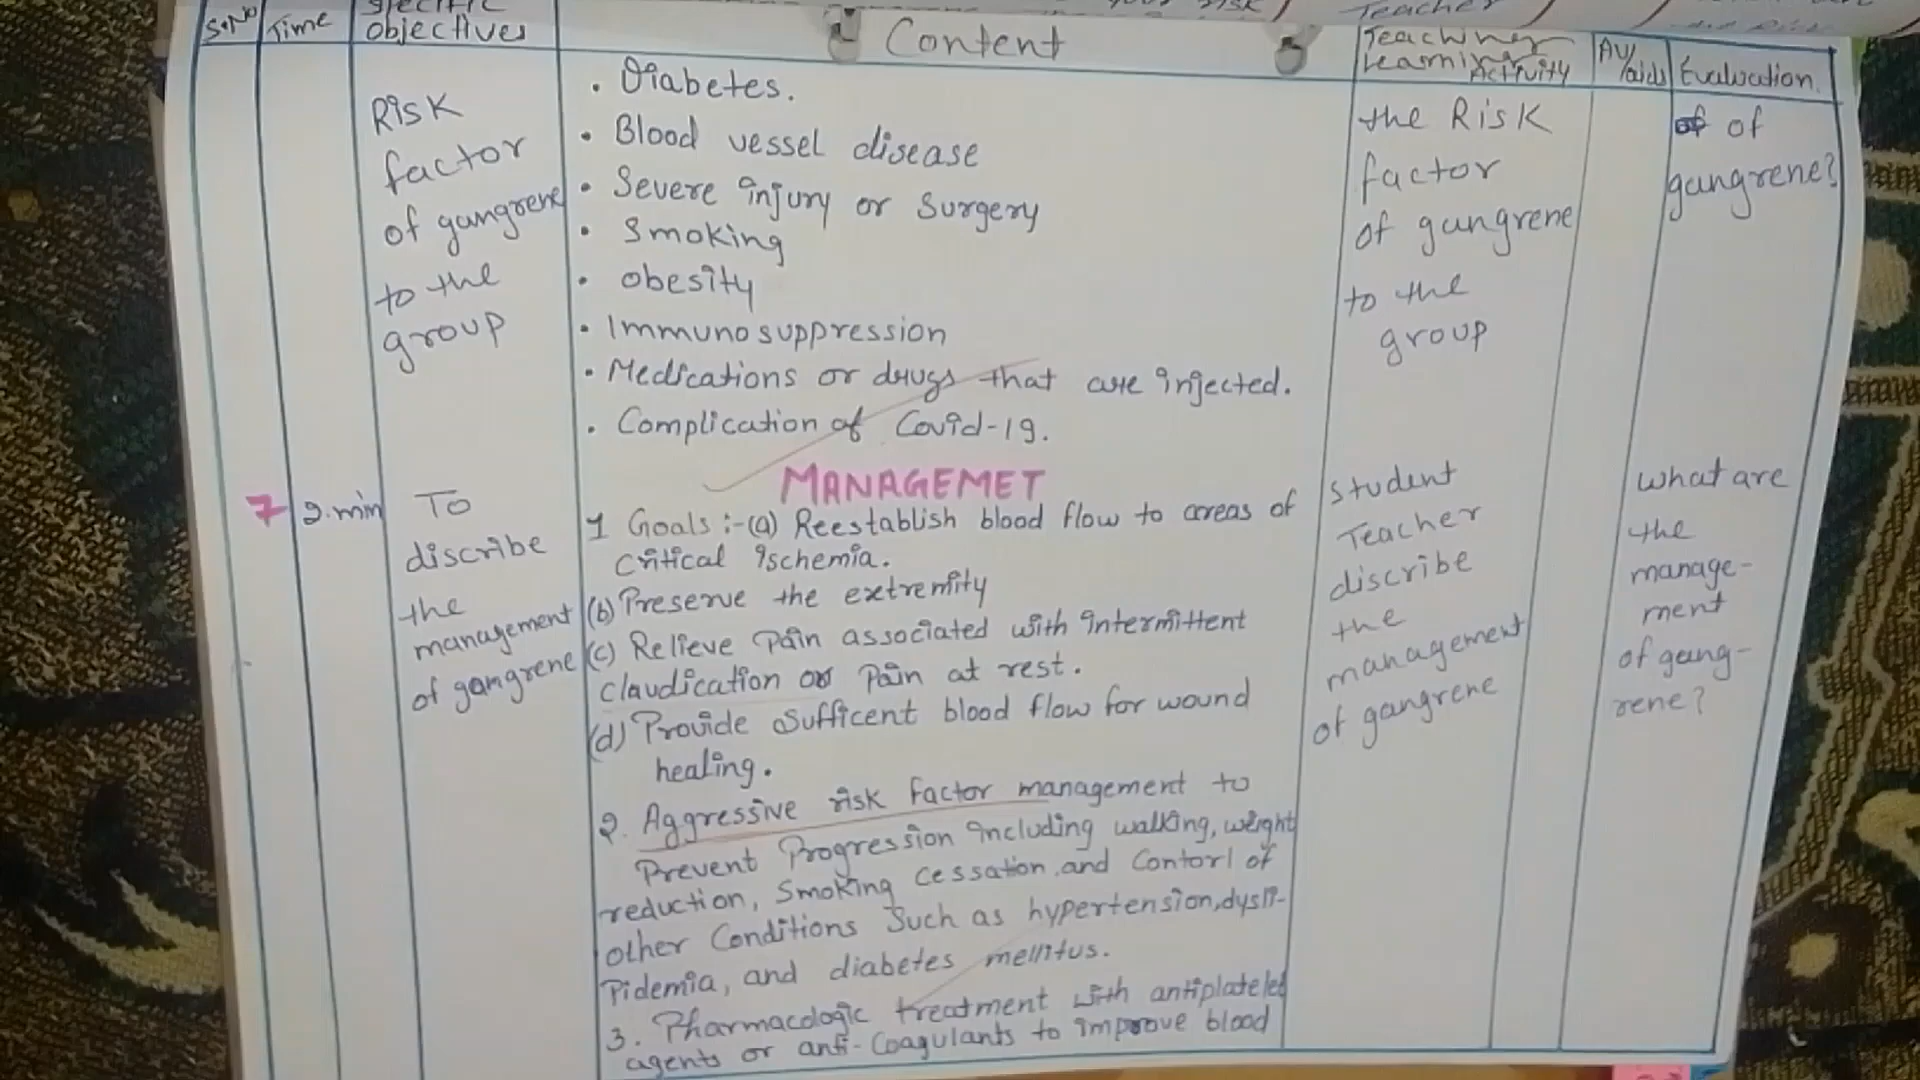 S.No Time specific objectives Content Teaching Learning Activity AV/aids Evaluation.
Risk
factor
of gangrene
to the
group
. Diabetes.
. Blood vessel disease
. Severe injury or surgery
. Smoking
. obesity
. Immunosuppression
. Medications or drugs that are injected.
. Complication of Covid-19.
the Risk
factor
of gangrene
to the
group
of
gangrene?
7 2.min To
discribe
the
management
of gangrene
MANAGEMET
1 Goals :-(a) Reestablish blood flow to areas of
critical ischemia.
(b) Preserve the extremity
(c) Relieve Pain associated with intermittent
claudication or Pain at rest.
(d) Provide Sufficent blood flow for wound
healing.
2. Aggressive risk factor management to
Prevent Progression including walking, weight
reduction, Smoking cessation, and Contorl of
other Conditions Such as hypertension, dysli-
Pidemia, and diabetes mellitus.
3. Pharmacologic treatment with antiplatelet
agents or anti-Coagulants to improve blood
Student
Teacher
discribe
the
management
of gangrene
what are
the
manage-
ment
of gang-
rene?